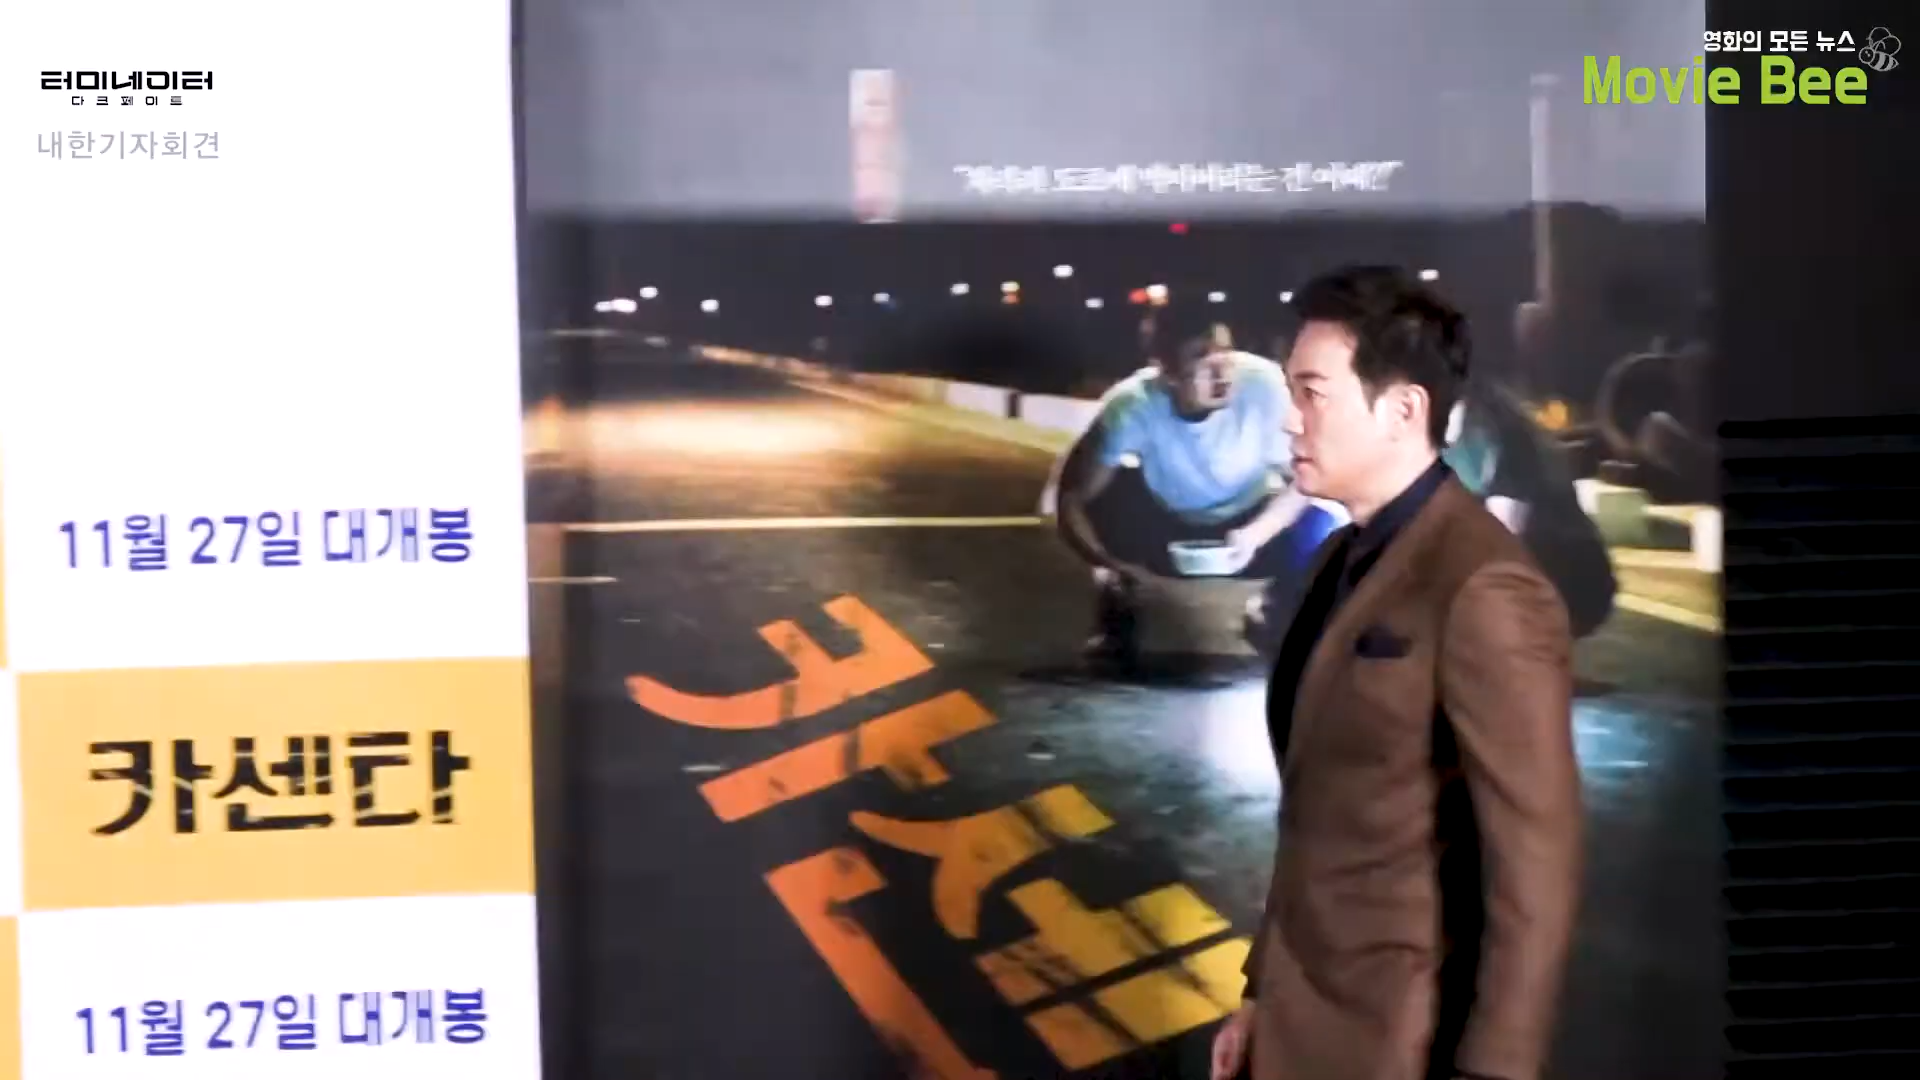 터미네이터
다크페이트
내한기자회견
영화의 모든 뉴스
Movie Bee
11월 27일 대개봉
카센타
11월 27일 대개봉
카센